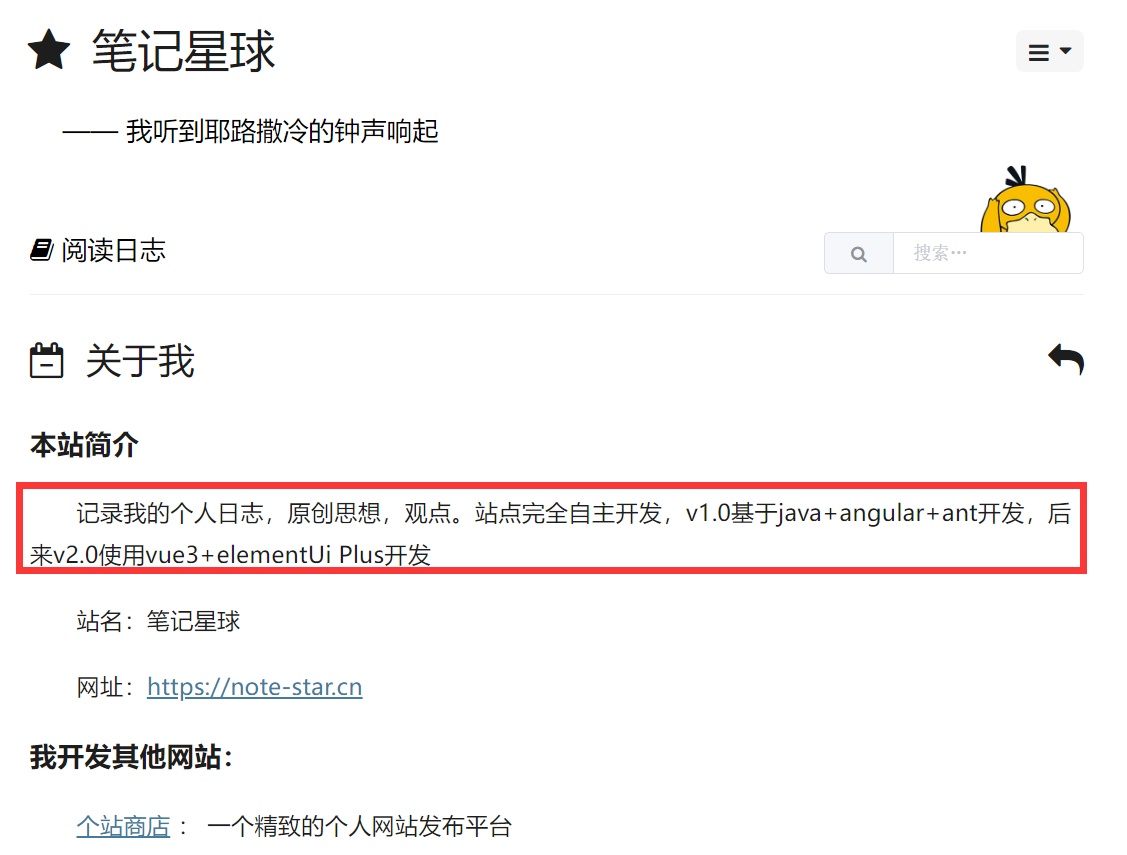 笔记星球
—— 我听到耶路撒冷的钟声响起
阅读日志
搜索…
关于我
本站简介
记录我的个人日志，原创思想，观点。站点完全自主开发，v1.0基于java+angular+ant开发，后
来v2.0使用vue3+elementUi Plus开发
站名：笔记星球
网址：https://note-star.cn
我开发其他网站：
个站商店 ： 一个精致的个人网站发布平台